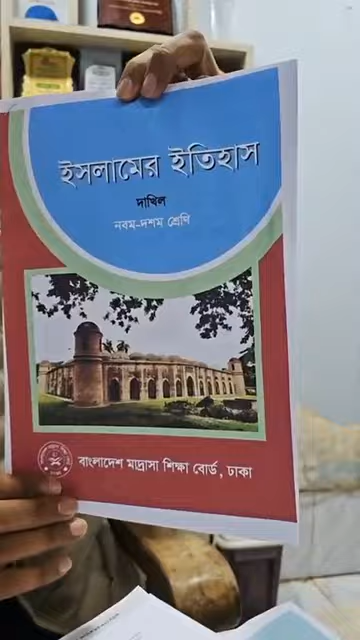 ইসলামের ইতিহাস
দাখিল
নবম-দশম শ্রেণি
বাংলাদেশ মাদ্রাসা শিক্ষা বোর্ড, ঢাকা